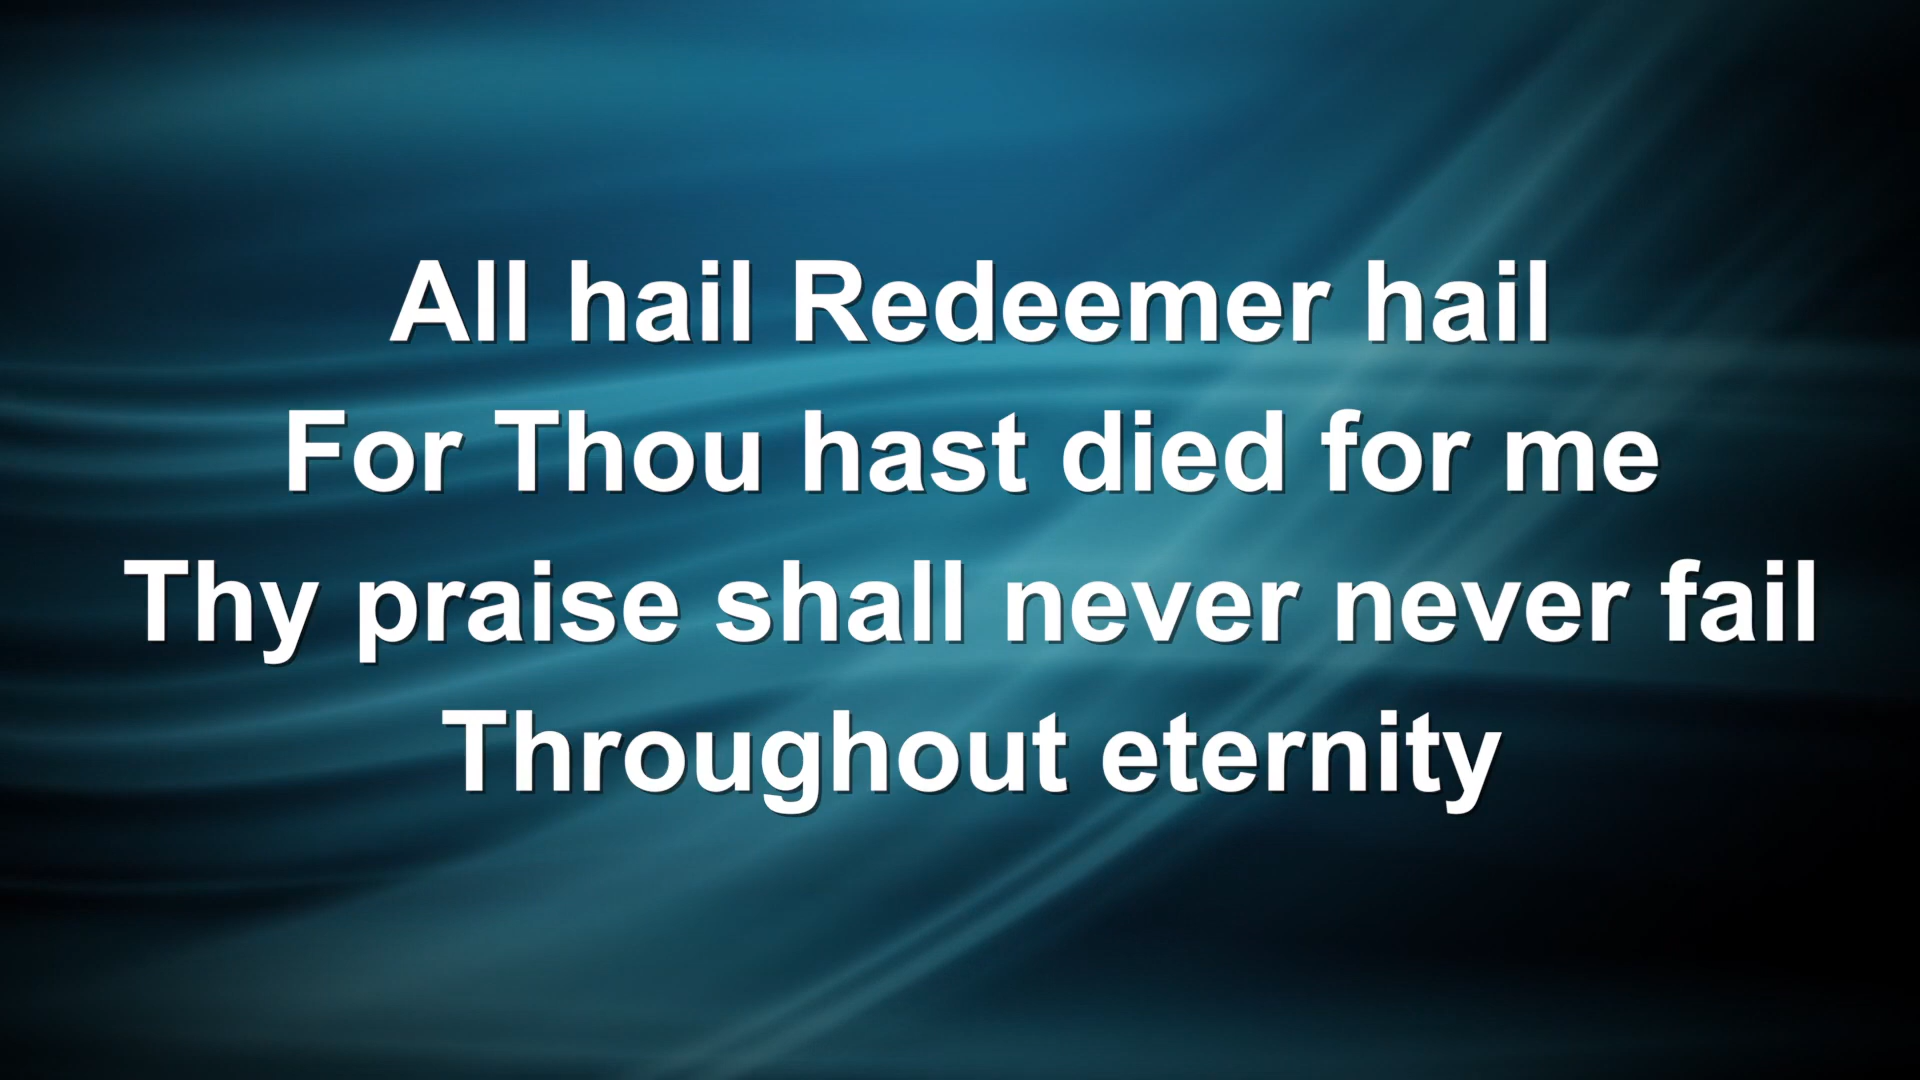 All hail Redeemer hail
For Thou hast died for me
Thy praise shall never never fail
Throughout eternity